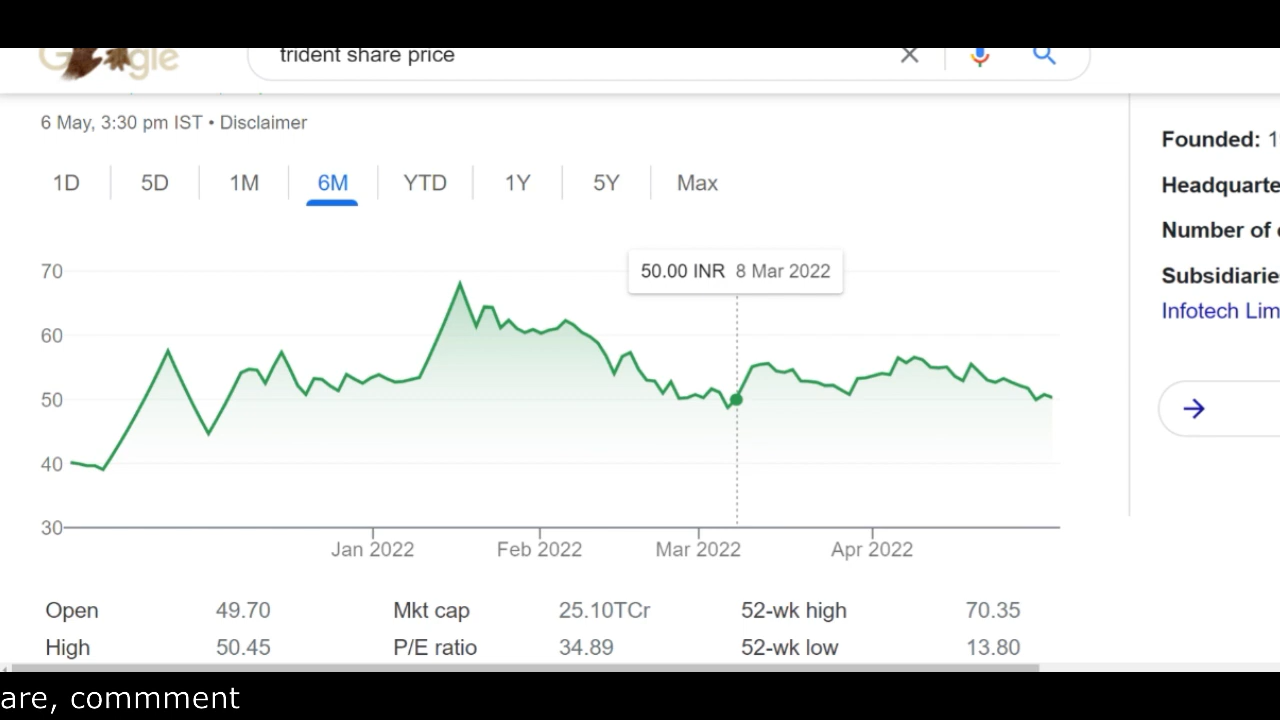 Google
trident share price
6 May, 3:30 pm IST • Disclaimer
1D 5D 1M 6M YTD 1Y 5Y Max
50.00 INR 8 Mar 2022
70
60
50
40
30
Jan 2022 Feb 2022 Mar 2022 Apr 2022
Open 49.70 Mkt cap 25.10TCr 52-wk high 70.35
High 50.45 P/E ratio 34.89 52-wk low 13.80
Founded: 1
Headquarte
Number of
Subsidiarie
Infotech Lim
are, commment